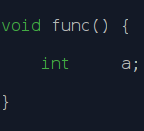 void func() {
    int     a;
}